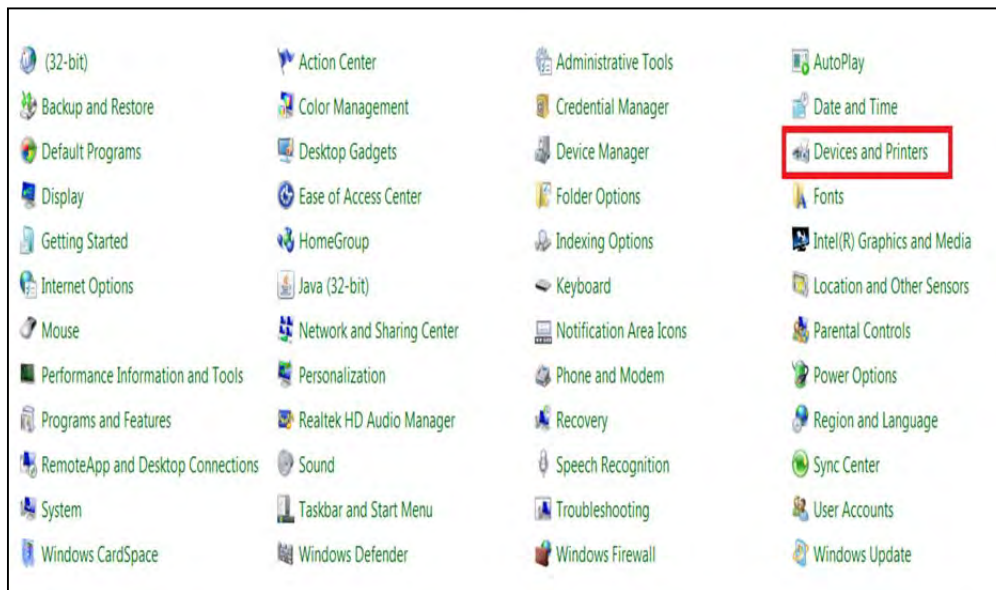 (32-bit) Action Center Administrative Tools AutoPlay
Backup and Restore Color Management Credential Manager Date and Time
Default Programs Desktop Gadgets Device Manager Devices and Printers
Display Ease of Access Center Folder Options Fonts
Getting Started HomeGroup Indexing Options Intel(R) Graphics and Media
Internet Options Java (32-bit) Keyboard Location and Other Sensors
Mouse Network and Sharing Center Notification Area Icons Parental Controls
Performance Information and Tools Personalization Phone and Modem Power Options
Programs and Features Realtek HD Audio Manager Recovery Region and Language
RemoteApp and Desktop Connections Sound Speech Recognition Sync Center
System Taskbar and Start Menu Troubleshooting User Accounts
Windows CardSpace Windows Defender Windows Firewall Windows Update